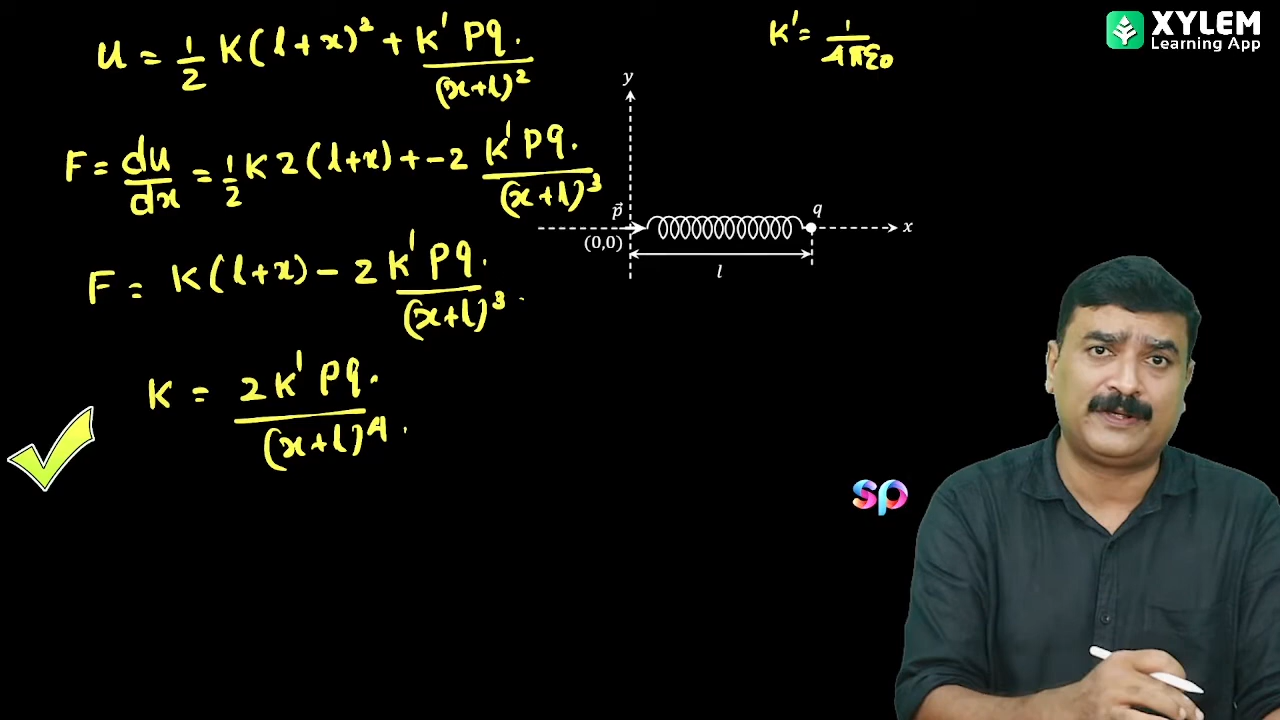 U = 1/2 K(l+x)² + K' Pq. / (x+l)²
K' = 1 / 4πε₀
XYLEM
Learning App
y
F = du/dx = 1/2 K 2(l+x) + -2 K' Pq. / (x+l)³
p⃗
q
x
(0,0)
l
F = K(l+x) - 2 K' Pq. / (x+l)³.
K = 2K' Pq. / (x+l)⁴.
sp